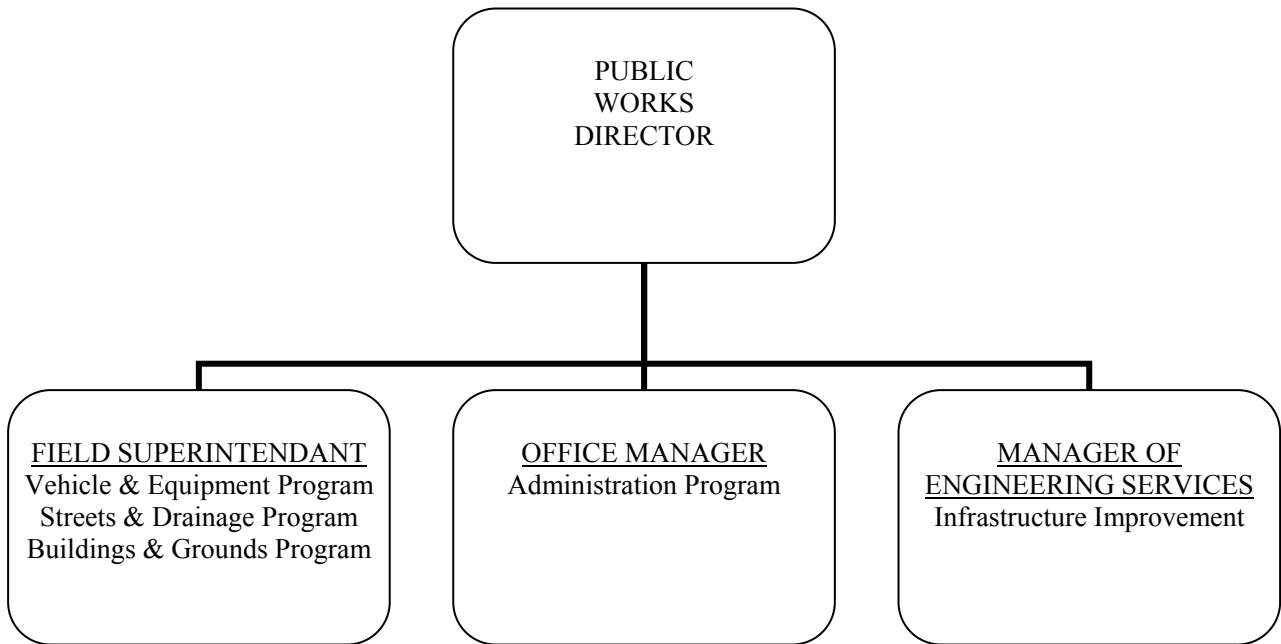 PUBLIC
WORKS
DIRECTOR
FIELD SUPERINTENDANT
Vehicle & Equipment Program
Streets & Drainage Program
Buildings & Grounds Program
OFFICE MANAGER
Administration Program
MANAGER OF
ENGINEERING SERVICES
Infrastructure Improvement